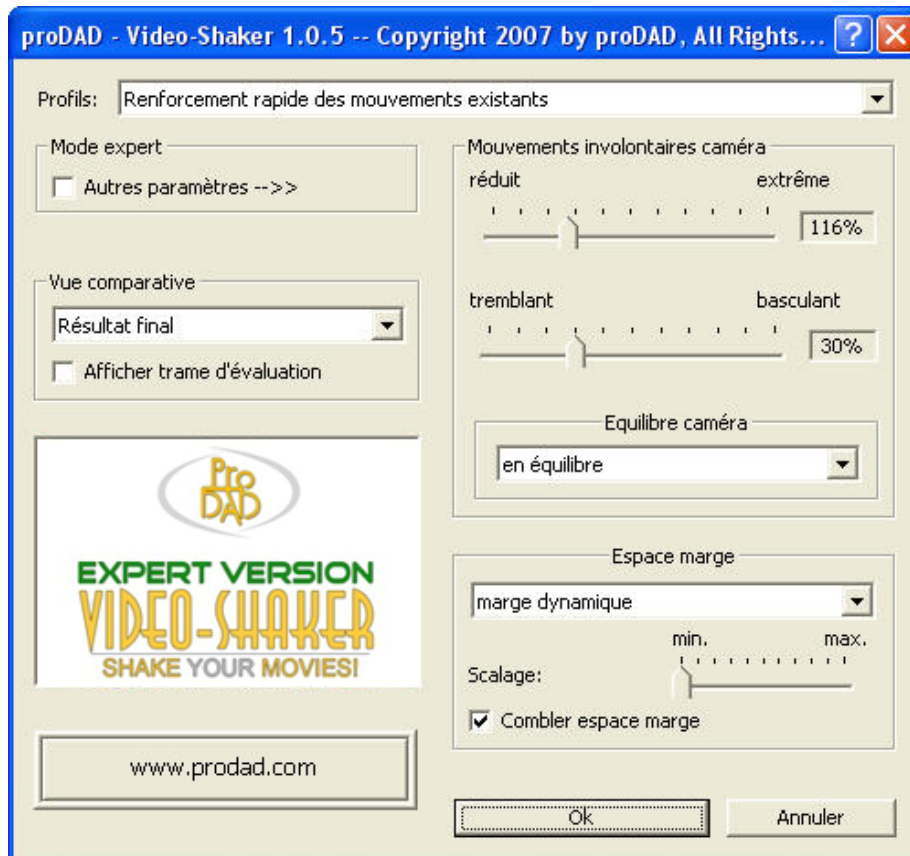 proDAD - Video-Shaker 1.0.5 -- Copyright 2007 by proDAD, All Rights...
Profils: Renforcement rapide des mouvements existants
Mode expert
Autres paramètres -->>
Vue comparative
Résultat final
Afficher trame d'évaluation
ProDAD
EXPERT VERSION
VIDEO-SHAKER
SHAKE YOUR MOVIES!
www.prodad.com
Mouvements involontaires caméra
réduit extrême
116%
tremblant basculant
30%
Equilibre caméra
en équilibre
Espace marge
marge dynamique
min. max.
Scalage:
Combler espace marge
Ok Annuler